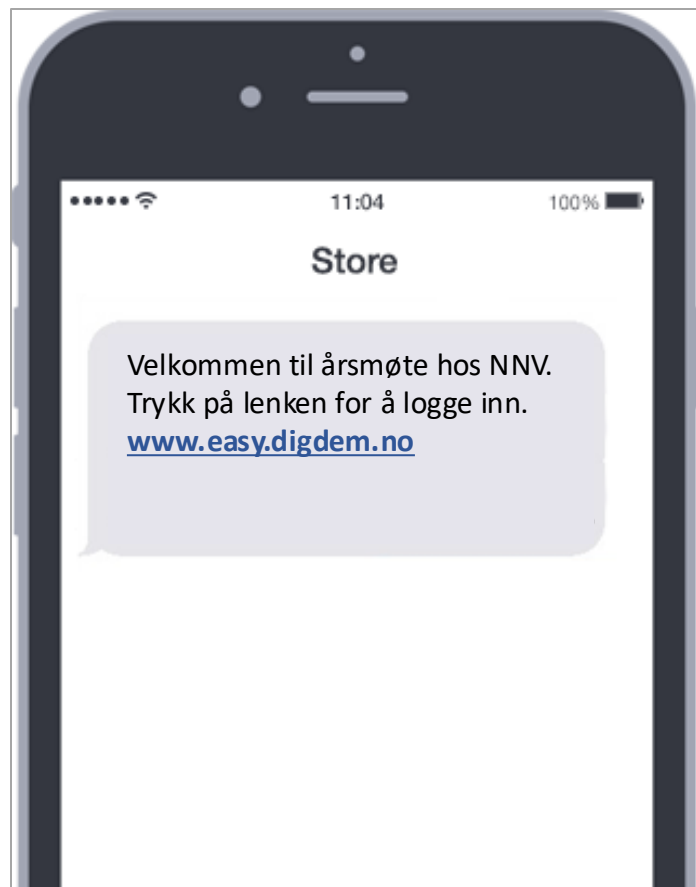 11:04
100%
Store
Velkommen til årsmøte hos NNV.
Trykk på lenken for å logge inn.
www.easy.digdem.no